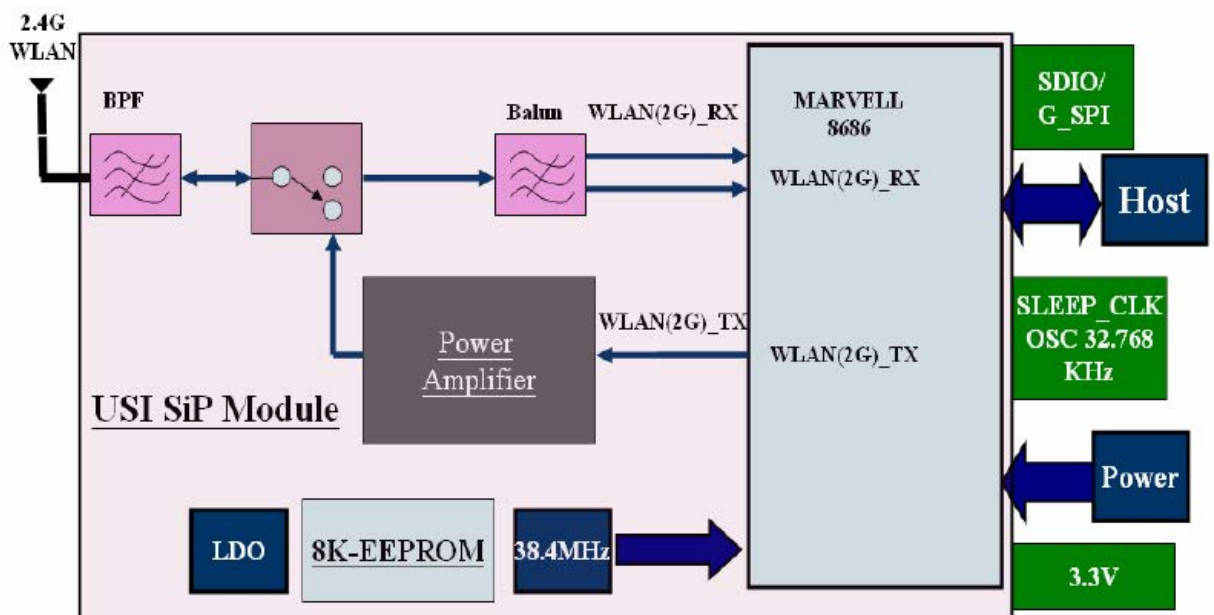 2.4G
WLAN
BPF
Balun
WLAN(2G)_RX
MARVELL
8686
WLAN(2G)_RX
SDIO/
G_SPI
Host
SLEEP_CLK
OSC 32.768
KHz
WLAN(2G)_TX
WLAN(2G)_TX
Power
Amplifier
USI SiP Module
Power
LDO
8K-EEPROM
38.4MHz
3.3V